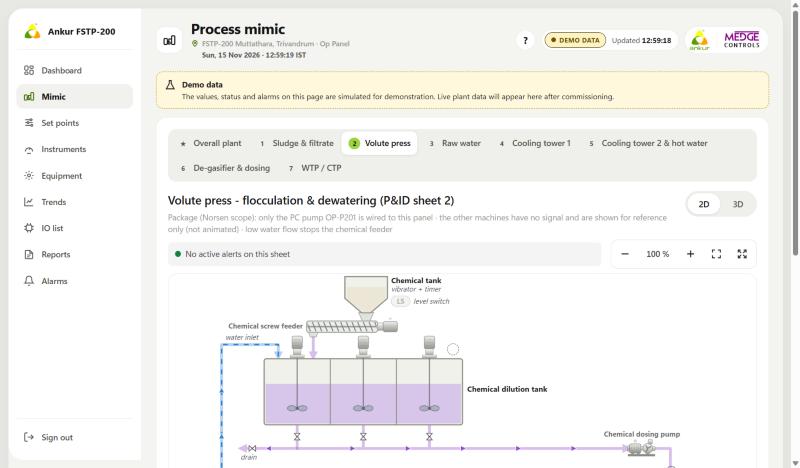 Ankur FSTP-200
Dashboard
Mimic
Set points
Instruments
Equipment
Trends
IO list
Reports
Alarms
Sign out
Process mimic
FSTP-200 Muttathara, Trivandrum · Op Panel
Sun, 15 Nov 2026 · 12:59:19 IST
?
DEMO DATA
Updated 12:59:18
ankur
MEDGE
CONTROLS
Demo data
The values, status and alarms on this page are simulated for demonstration. Live plant data will appear here after commissioning.
★ Overall plant
1 Sludge & filtrate
2 Volute press
3 Raw water
4 Cooling tower 1
5 Cooling tower 2 & hot water
6 De-gasifier & dosing
7 WTP / CTP
Volute press - flocculation & dewatering (P&ID sheet 2)
2D
3D
Package (Norsen scope): only the PC pump OP-P201 is wired to this panel · the other machines have no signal and are shown for reference
only (not animated) · low water flow stops the chemical feeder
No active alerts on this sheet
− 100 % +
Chemical tank
vibrator + timer
LS level switch
Chemical screw feeder
water inlet
Chemical dilution tank
Chemical dosing pump
drain